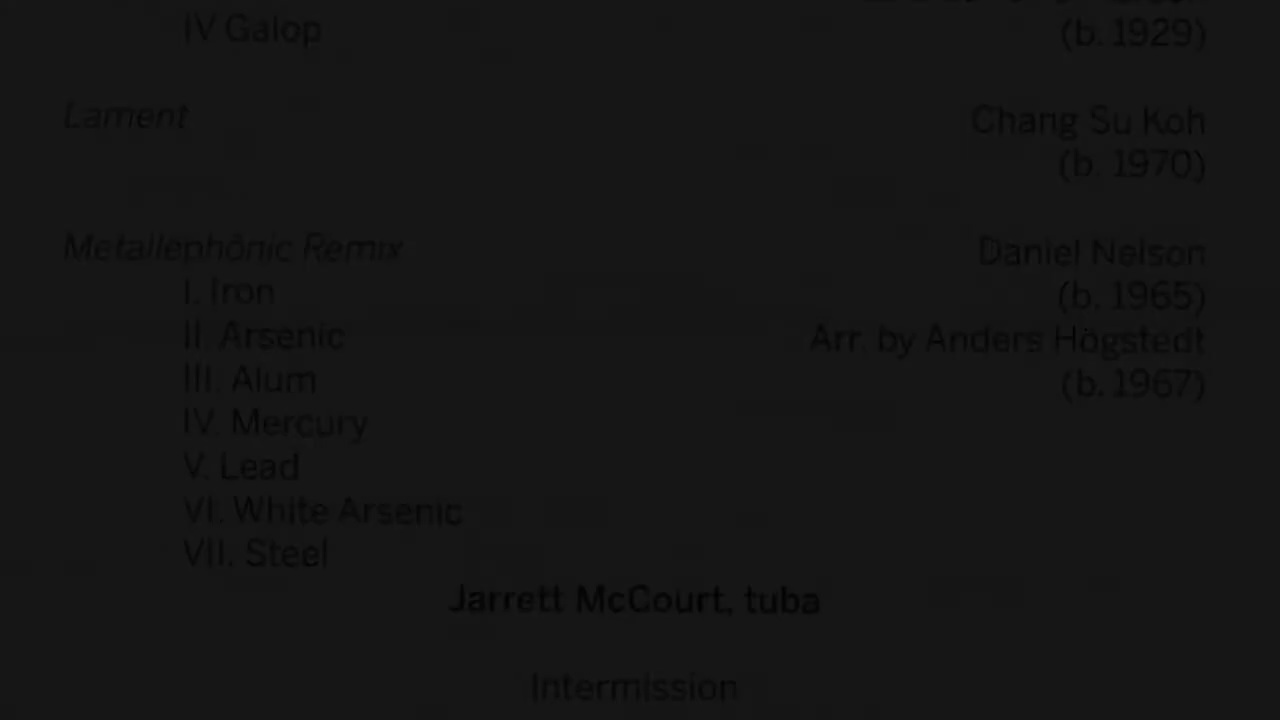 IV Galop
(b. 1929)
Lament Chang Su Koh
(b. 1970)
Metallephönic Remix Daniel Nelson
I. Iron (b. 1965)
II. Arsenic Arr. by Anders Högstedt
III. Alum (b. 1967)
IV. Mercury
V. Lead
VI. White Arsenic
VII. Steel
Jarrett McCourt, tuba
Intermission